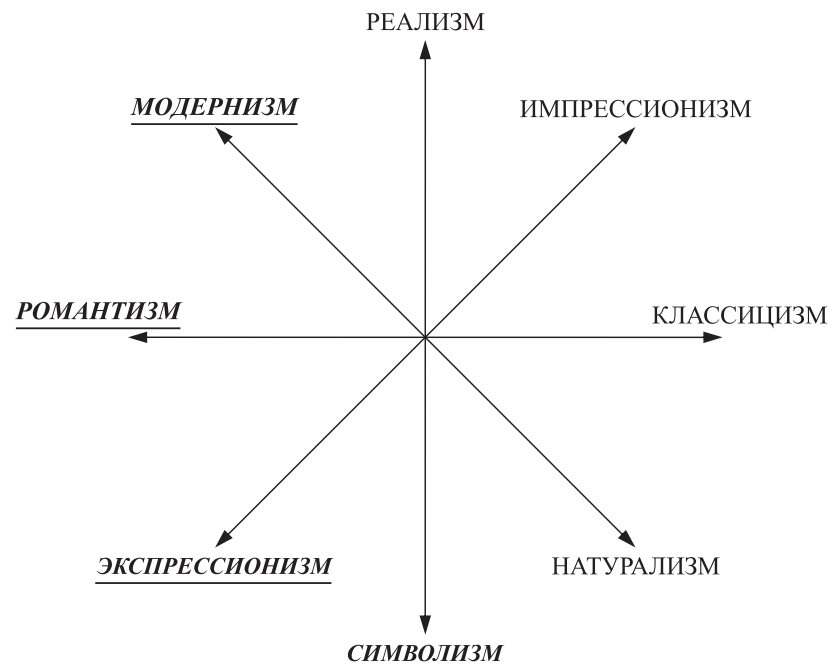 РЕАЛИЗМ
МОДЕРНИЗМ
ИМПРЕССИОНИЗМ
РОМАНТИЗМ
КЛАССИЦИЗМ
ЭКСПРЕССИОНИЗМ
НАТУРАЛИЗМ
СИМВОЛИЗМ